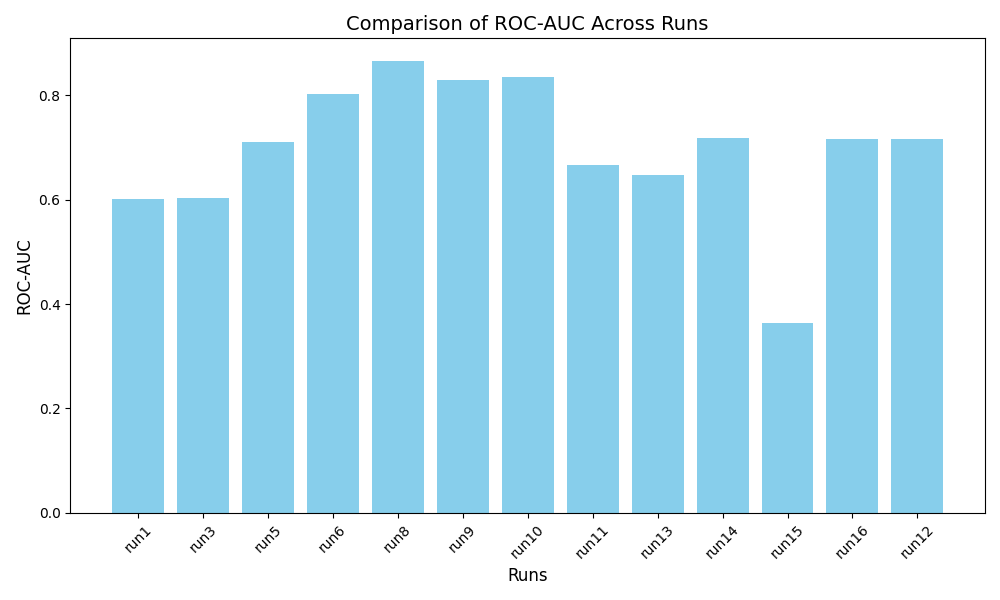 Comparison of ROC-AUC Across Runs
ROC-AUC
0.8
0.6
0.4
0.2
0.0
run1 run3 run5 run6 run8 run9 run10 run11 run13 run14 run15 run16 run12
Runs